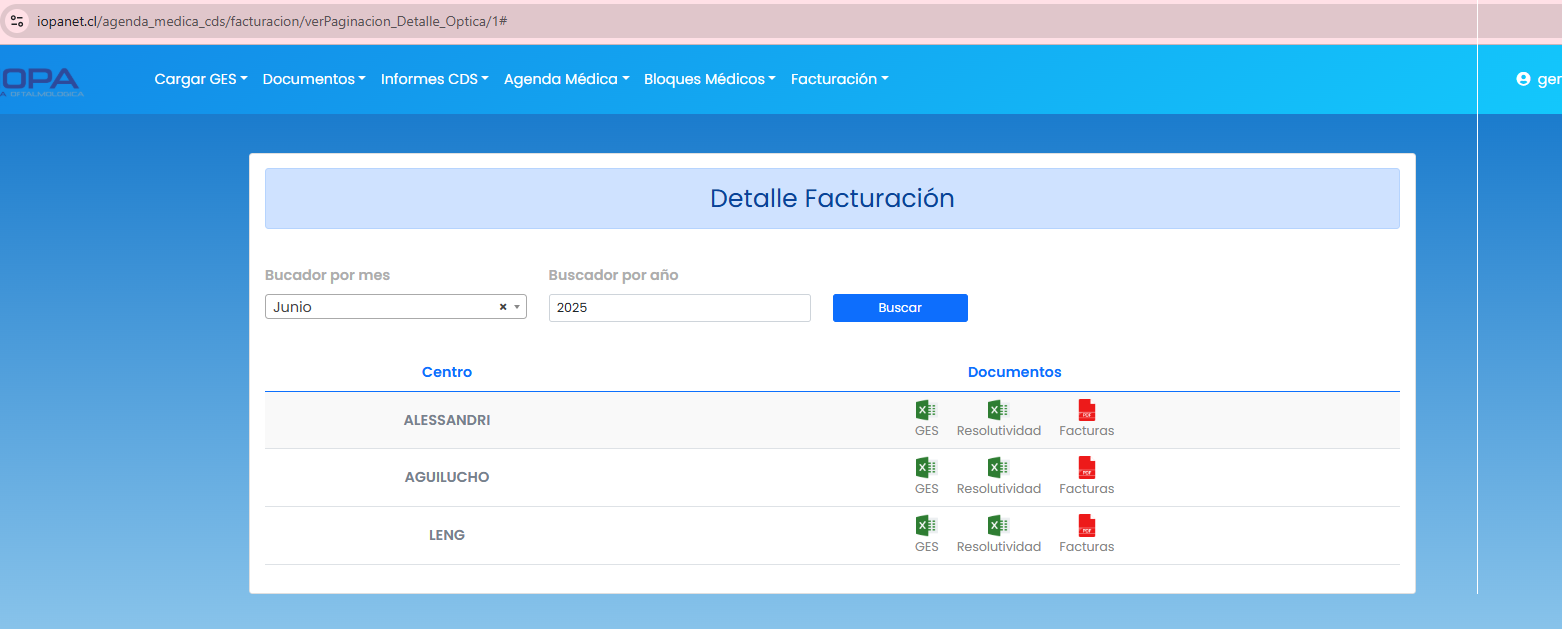 iopanet.cl/agenda_medica_cds/facturacion/verPaginacion_Detalle_Optica/1#
OPA
OFTALMOLOGICA
Cargar GES Documentos Informes CDS Agenda Médica Bloques Médicos Facturación ger
Detalle Facturación
Bucador por mes Buscador por año
Junio × 2025 Buscar
Centro Documentos
ALESSANDRI
GES Resolutividad Facturas
AGUILUCHO
GES Resolutividad Facturas
LENG
GES Resolutividad Facturas